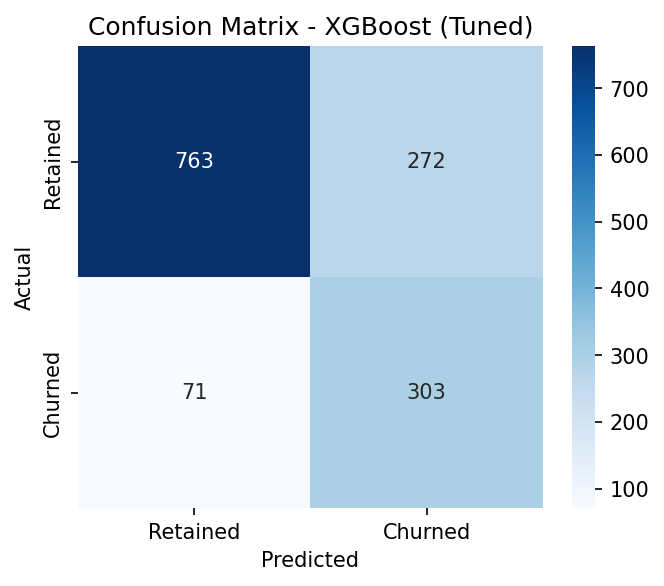 Confusion Matrix - XGBoost (Tuned)
Actual
Retained
Churned
763
272
71
303
Retained
Churned
Predicted
700
600
500
400
300
200
100